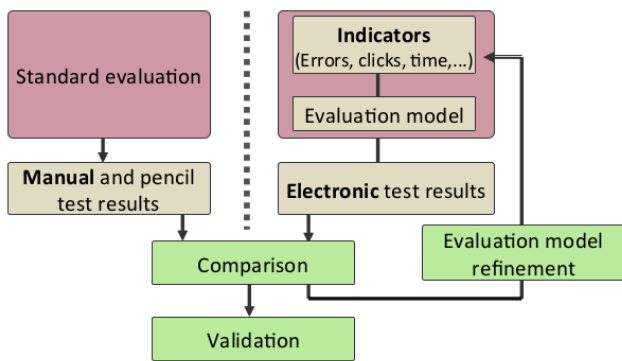 Standard evaluation
Manual and pencil
test results
Indicators
(Errors, clicks, time,...)
Evaluation model
Electronic test results
Comparison
Evaluation model
refinement
Validation